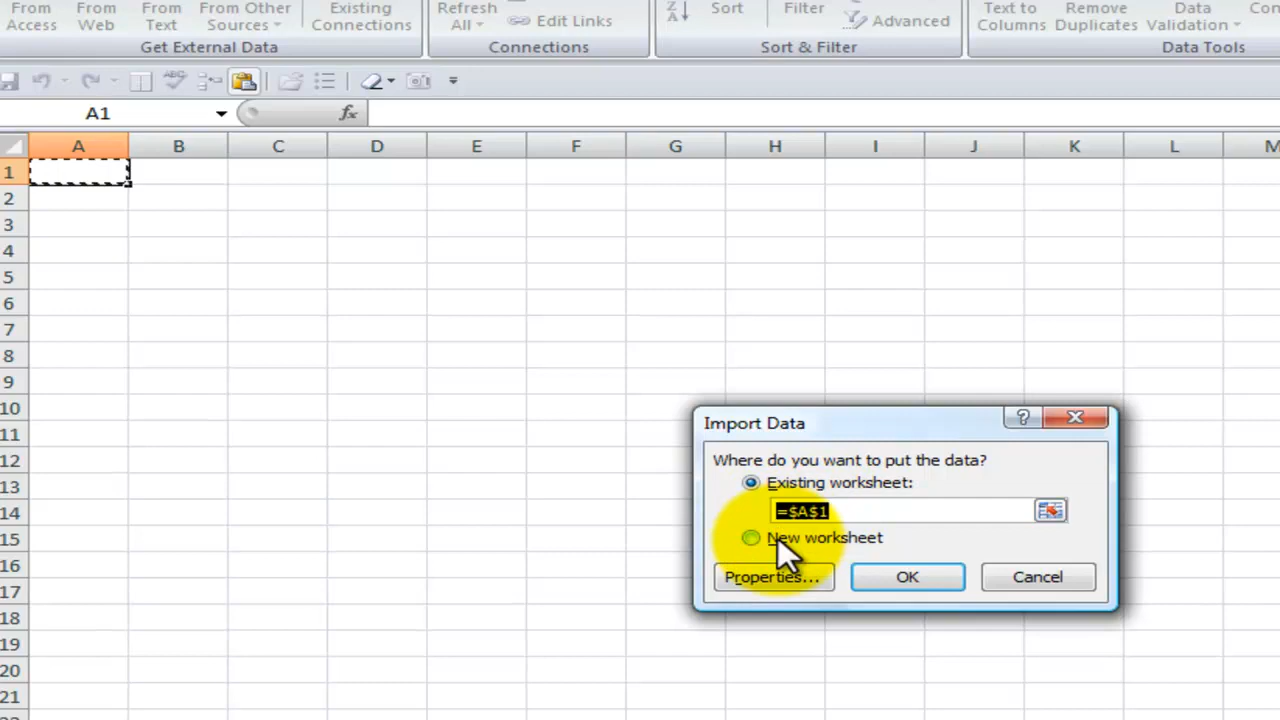 From From From From Other Existing Refresh Sort Filter Text to Remove Data
Access Web Text Sources Connections All Edit Links Advanced Columns Duplicates Validation
Get External Data Connections Sort & Filter Data Tools
A1 fx
A B C D E F G H I J K L M
1
2
3
4
5
6
7
8
9
10
11
12
13
14
15
16
17
18
19
20
21
Import Data
Where do you want to put the data?
Existing worksheet:
=$A$1
New worksheet
Properties... OK Cancel